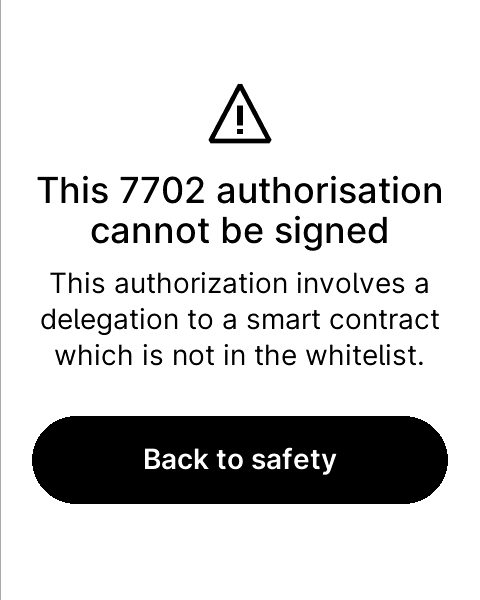 This 7702 authorisation
cannot be signed
This authorization involves a
delegation to a smart contract
which is not in the whitelist.
Back to safety